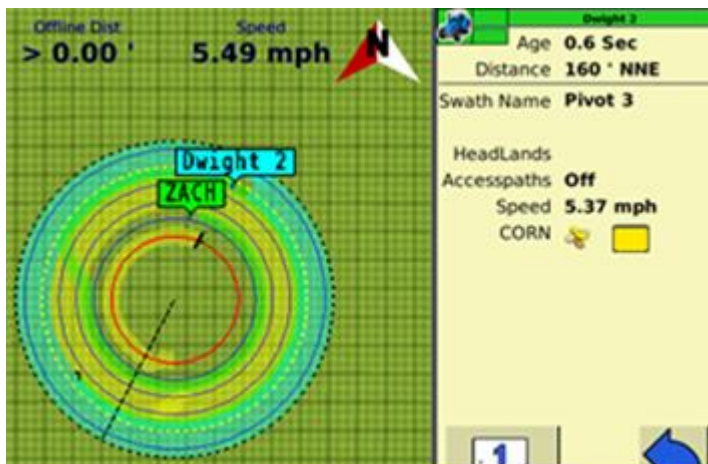 Offline Dist
> 0.00 '
Speed
5.49 mph
N
Dwight 2
ZACH
Dwight 2
Age 0.6 Sec
Distance 160 ' NNE
Swath Name Pivot 3
HeadLands
Accesspaths Off
Speed 5.37 mph
CORN
1